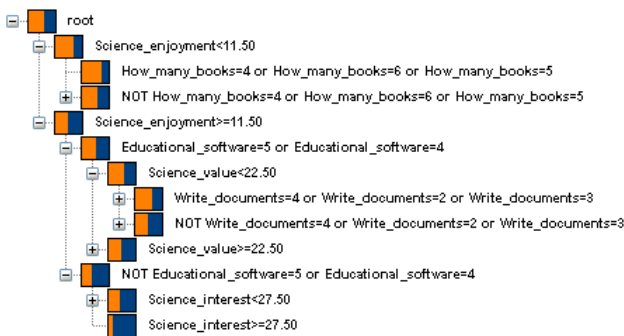 root
Science_enjoyment<11.50
How_many_books=4 or How_many_books=6 or How_many_books=5
NOT How_many_books=4 or How_many_books=6 or How_many_books=5
Science_enjoyment>=11.50
Educational_software=5 or Educational_software=4
Science_value<22.50
Write_documents=4 or Write_documents=2 or Write_documents=3
NOT Write_documents=4 or Write_documents=2 or Write_documents=3
Science_value>=22.50
NOT Educational_software=5 or Educational_software=4
Science_interest<27.50
Science_interest>=27.50